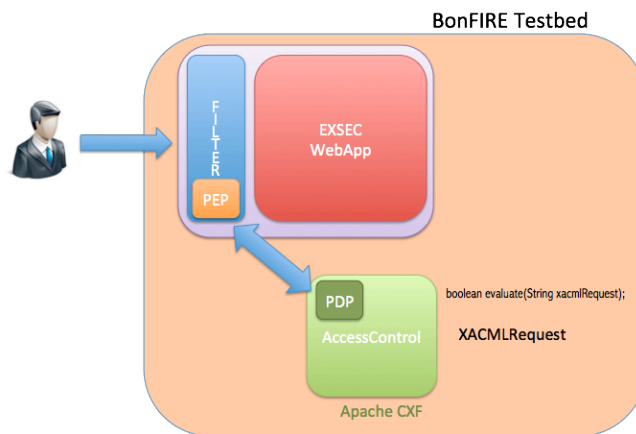 BonFIRE Testbed
FILTER
EXSEC
WebApp
PEP
PDP
boolean evaluate(String xacmlRequest);
AccessControl
XACMLRequest
Apache CXF